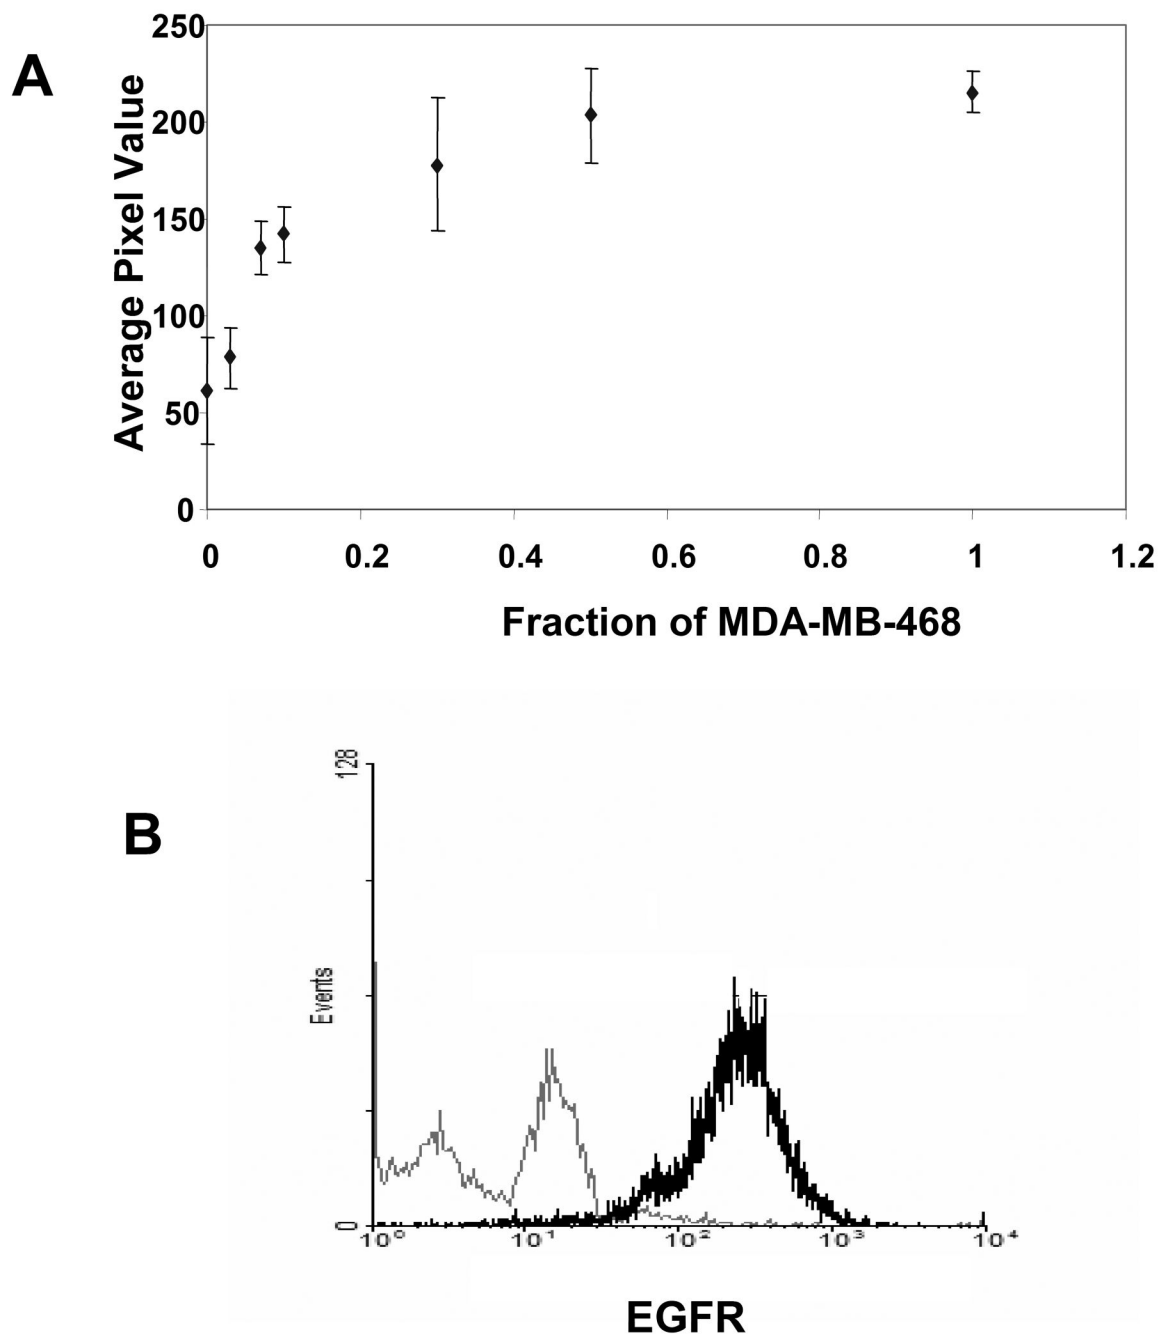 A
Average Pixel Value
250
200
150
100
50
0
0 0.2 0.4 0.6 0.8 1 1.2
Fraction of MDA-MB-468
B
128
Events
0
10⁰ 10¹ 10² 10³ 10⁴
EGFR